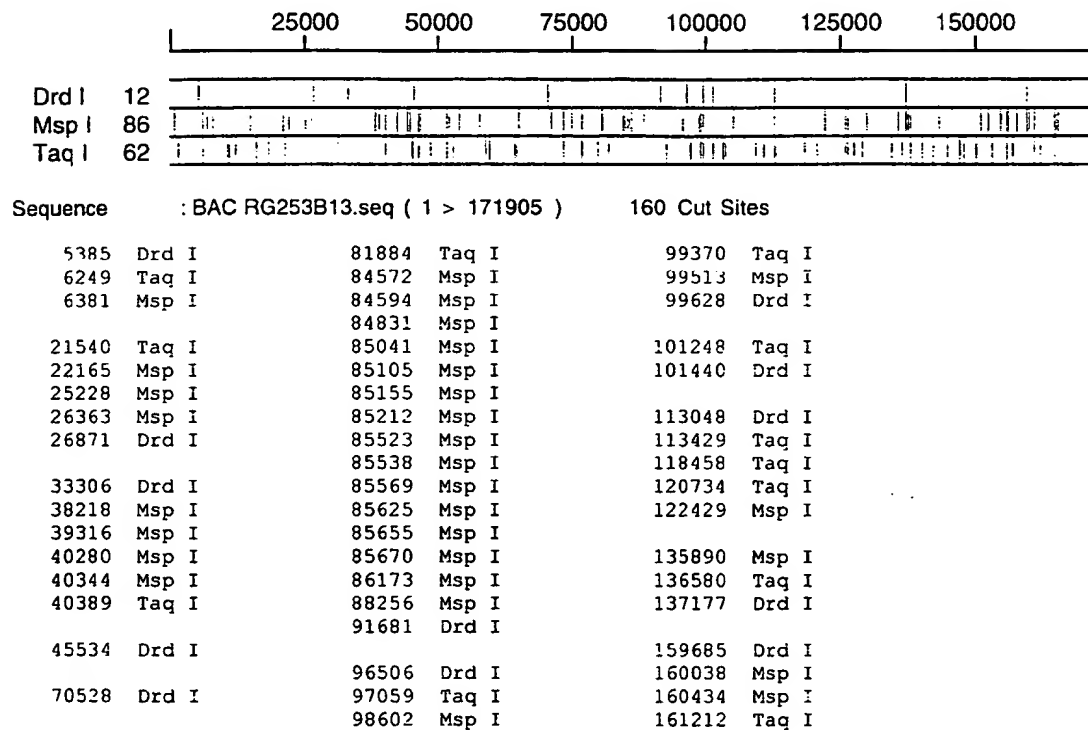 25000 50000 75000 100000 125000 150000
Drd I 12
Msp I 86
Taq I 62
Sequence : BAC RG253B13.seq ( 1 > 171905 ) 160 Cut Sites
5385 Drd I
6249 Taq I
6381 Msp I
21540 Taq I
22165 Msp I
25228 Msp I
26363 Msp I
26871 Drd I
33306 Drd I
38218 Msp I
39316 Msp I
40280 Msp I
40344 Msp I
40389 Taq I
45534 Drd I
70528 Drd I
81884 Taq I
84572 Msp I
84594 Msp I
84831 Msp I
85041 Msp I
85105 Msp I
85155 Msp I
85212 Msp I
85523 Msp I
85538 Msp I
85569 Msp I
85625 Msp I
85655 Msp I
85670 Msp I
86173 Msp I
88256 Msp I
91681 Drd I
96506 Drd I
97059 Taq I
98602 Msp I
99370 Taq I
99513 Msp I
99628 Drd I
101248 Taq I
101440 Drd I
113048 Drd I
113429 Taq I
118458 Taq I
120734 Taq I
122429 Msp I
135890 Msp I
136580 Taq I
137177 Drd I
159685 Drd I
160038 Msp I
160434 Msp I
161212 Taq I